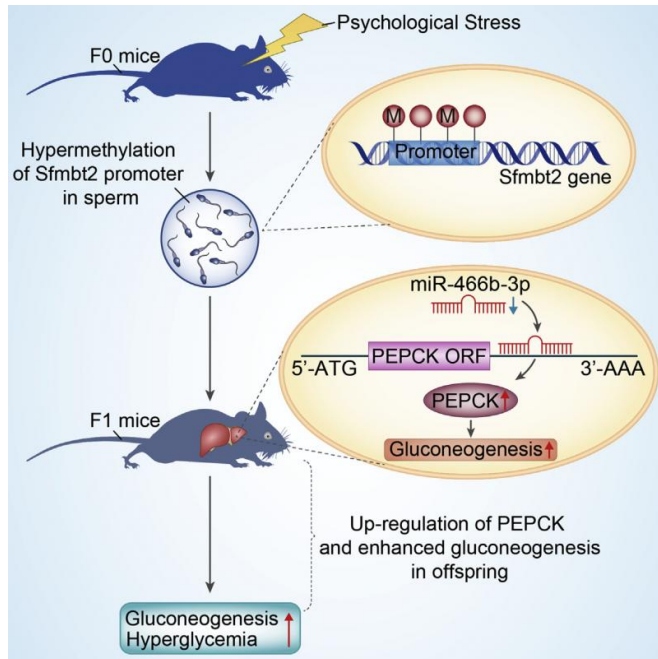 Psychological Stress
F0 mice
Hypermethylation
of Sfmbt2 promoter
in sperm
M M
Promoter
Sfmbt2 gene
miR-466b-3p
PEPCK ORF
5'-ATG
3'-AAA
PEPCK
Gluconeogenesis
F1 mice
Up-regulation of PEPCK
and enhanced gluconeogenesis
in offspring
Gluconeogenesis
Hyperglycemia